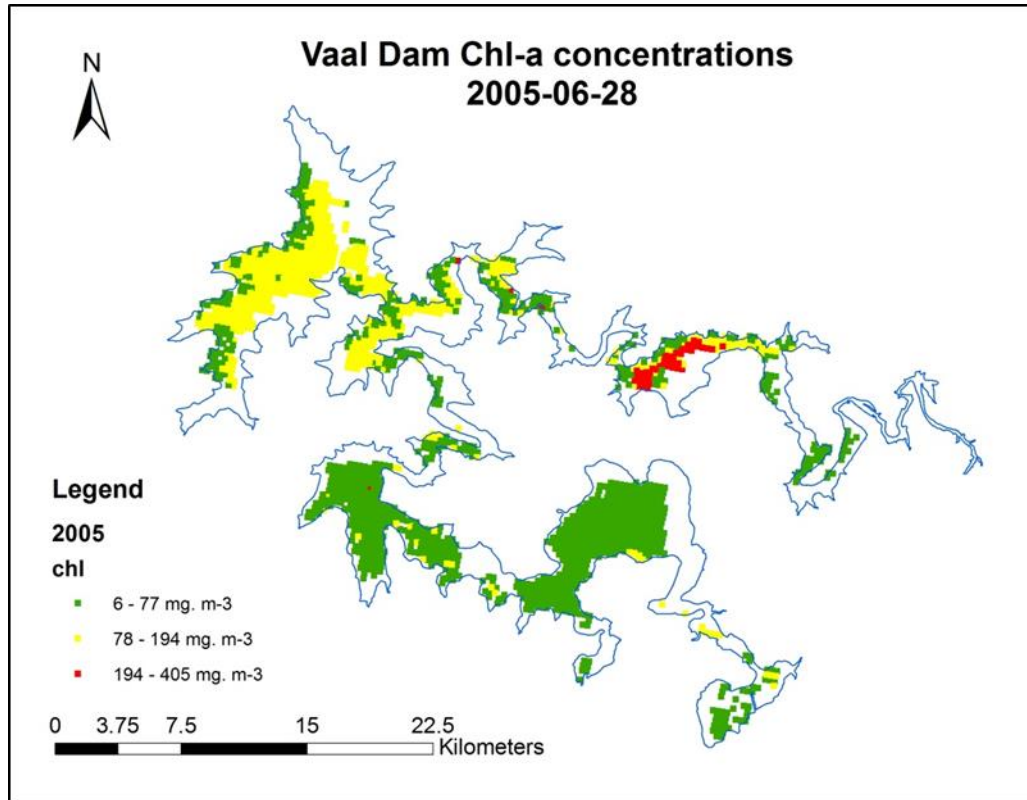 Vaal Dam Chl-a concentrations
2005-06-28
N
Legend
2005
chl
6 - 77 mg. m-3
78 - 194 mg. m-3
194 - 405 mg. m-3
0 3.75 7.5 15 22.5
Kilometers